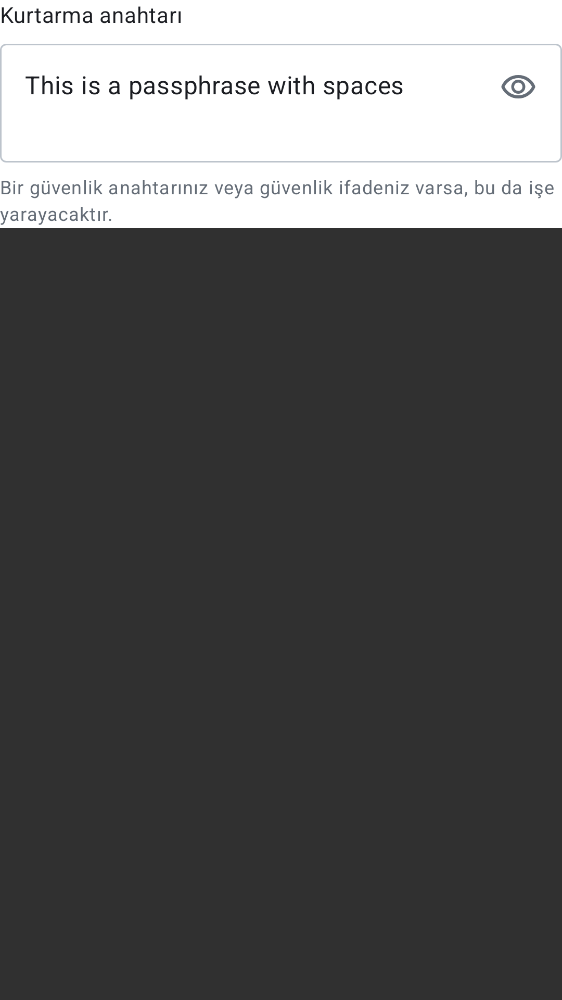 Kurtarma anahtarı
This is a passphrase with spaces
Bir güvenlik anahtarınız veya güvenlik ifadeniz varsa, bu da işe
yarayacaktır.